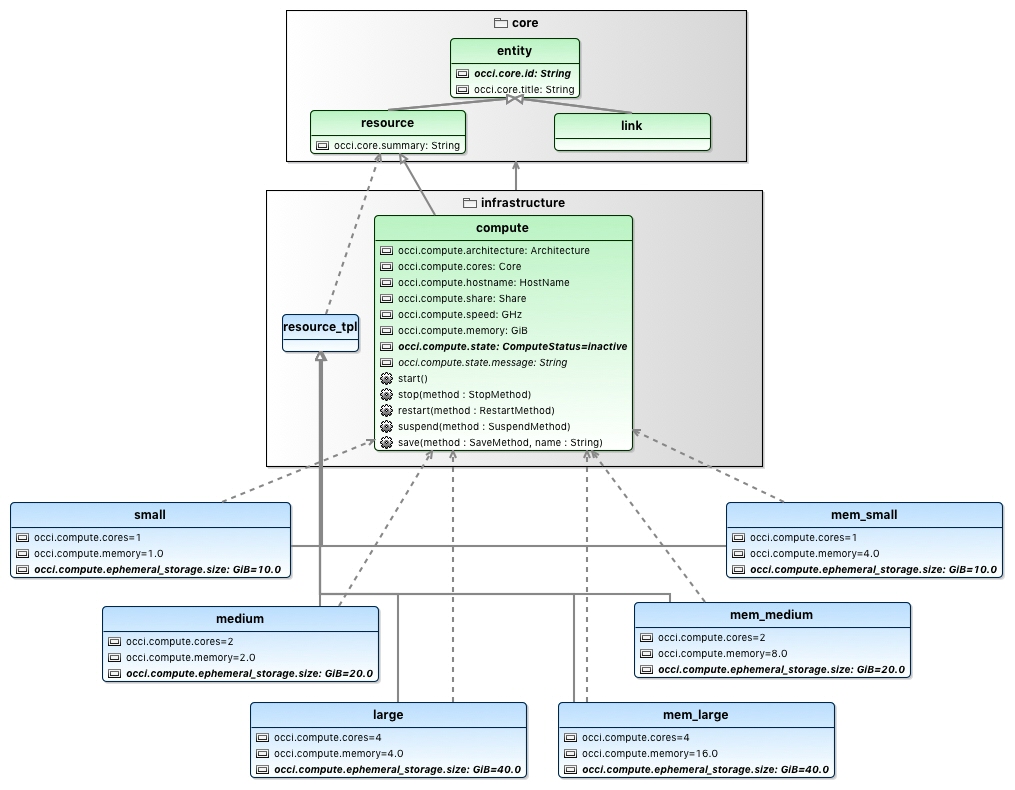 core
entity
occi.core.id: String
occi.core.title: String
resource
occi.core.summary: String
link
infrastructure
compute
occi.compute.architecture: Architecture
occi.compute.cores: Core
occi.compute.hostname: HostName
occi.compute.share: Share
occi.compute.speed: GHz
occi.compute.memory: GiB
occi.compute.state: ComputeStatus=inactive
occi.compute.state.message: String
start()
stop(method : StopMethod)
restart(method : RestartMethod)
suspend(method : SuspendMethod)
save(method : SaveMethod, name : String)
resource_tpl
small
occi.compute.cores=1
occi.compute.memory=1.0
occi.compute.ephemeral_storage.size: GiB=10.0
mem_small
occi.compute.cores=1
occi.compute.memory=4.0
occi.compute.ephemeral_storage.size: GiB=10.0
medium
occi.compute.cores=2
occi.compute.memory=2.0
occi.compute.ephemeral_storage.size: GiB=20.0
mem_medium
occi.compute.cores=2
occi.compute.memory=8.0
occi.compute.ephemeral_storage.size: GiB=20.0
large
occi.compute.cores=4
occi.compute.memory=4.0
occi.compute.ephemeral_storage.size: GiB=40.0
mem_large
occi.compute.cores=4
occi.compute.memory=16.0
occi.compute.ephemeral_storage.size: GiB=40.0